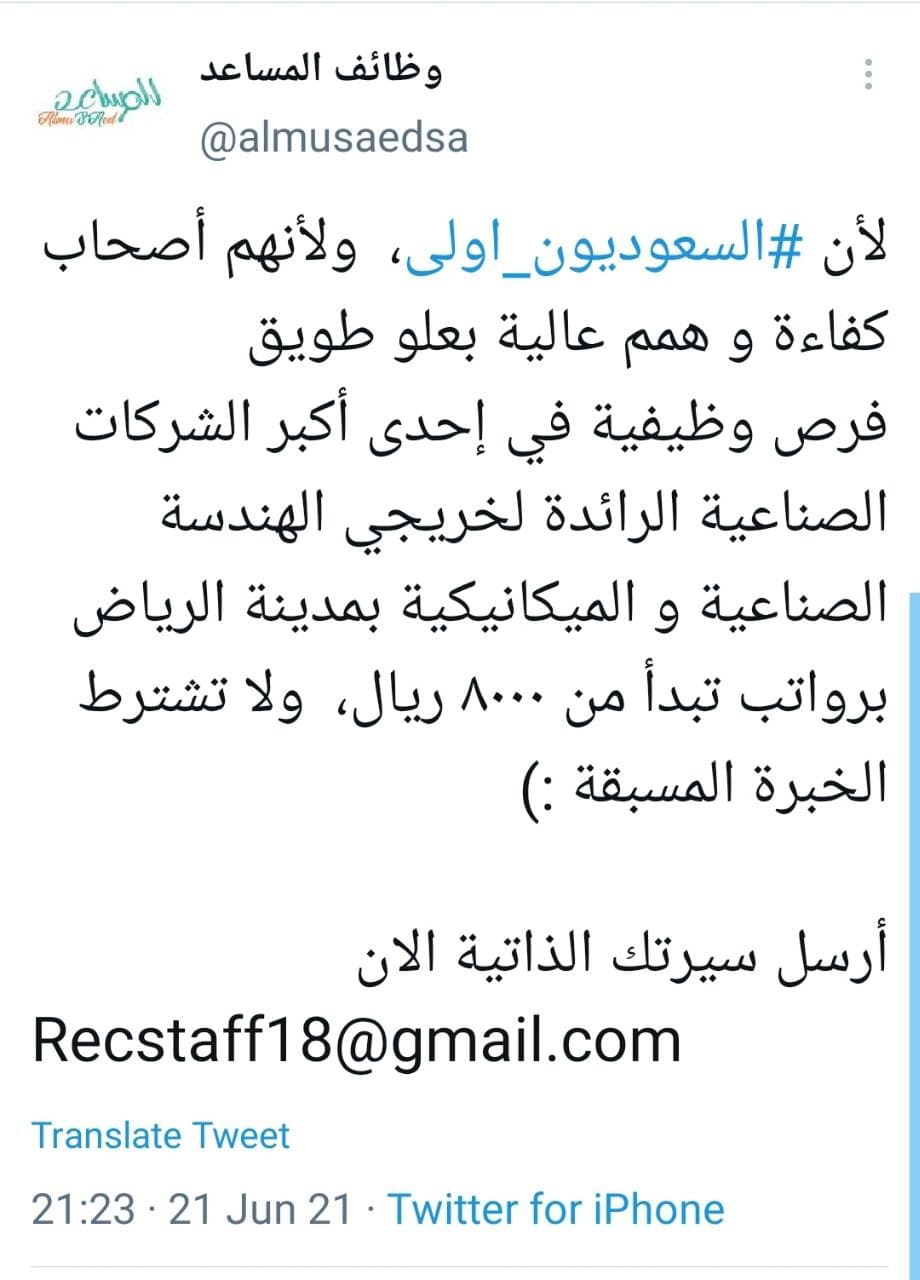 وظائف المساعد
المساعد
Almu3Aed
@almusaedsa
لأن #السعوديون_اولى، ولأنهم أصحاب
كفاءة و همم عالية بعلو طويق
فرص وظيفية في إحدى أكبر الشركات
الصناعية الرائدة لخريجي الهندسة
الصناعية و الميكانيكية بمدينة الرياض
برواتب تبدأ من ٨٠٠٠ ريال، ولا تشترط
الخبرة المسبقة :)
أرسل سيرتك الذاتية الان
Recstaff18@gmail.com
Translate Tweet
21:23 · 21 Jun 21 · Twitter for iPhone